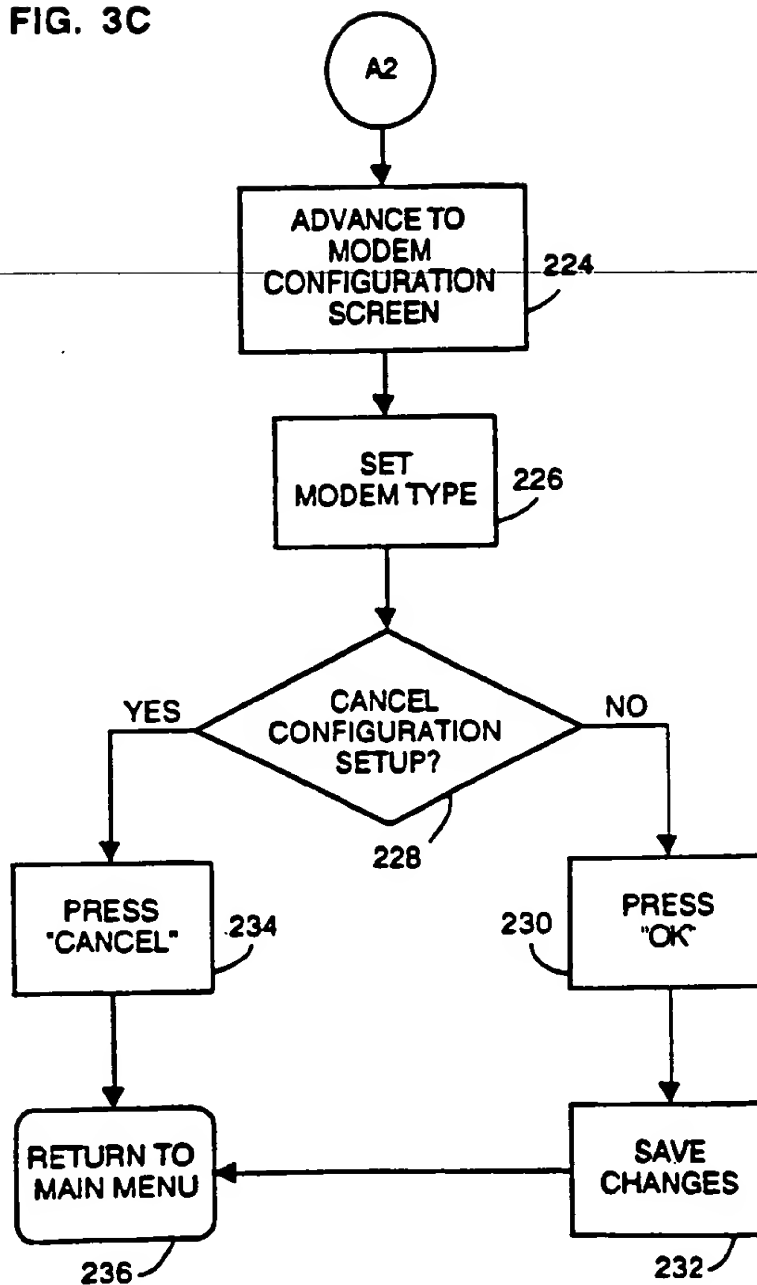 FIG. 3C
A2
ADVANCE TO
MODEM
CONFIGURATION
SCREEN
224
SET
MODEM TYPE
226
CANCEL
CONFIGURATION
SETUP?
YES
NO
228
PRESS
"CANCEL"
234
PRESS
"OK"
230
RETURN TO
MAIN MENU
236
SAVE
CHANGES
232